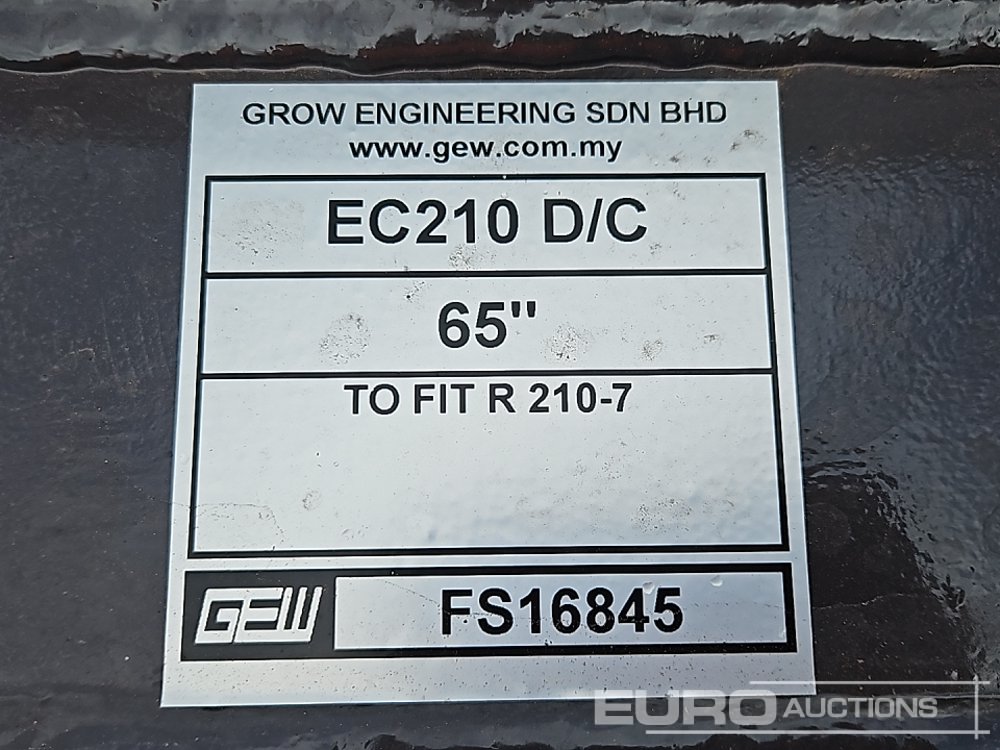 GROW ENGINEERING SDN BHD
www.gew.com.my
EC210 D/C
65"
TO FIT R 210-7
GEW FS16845
EURO AUCTIONS